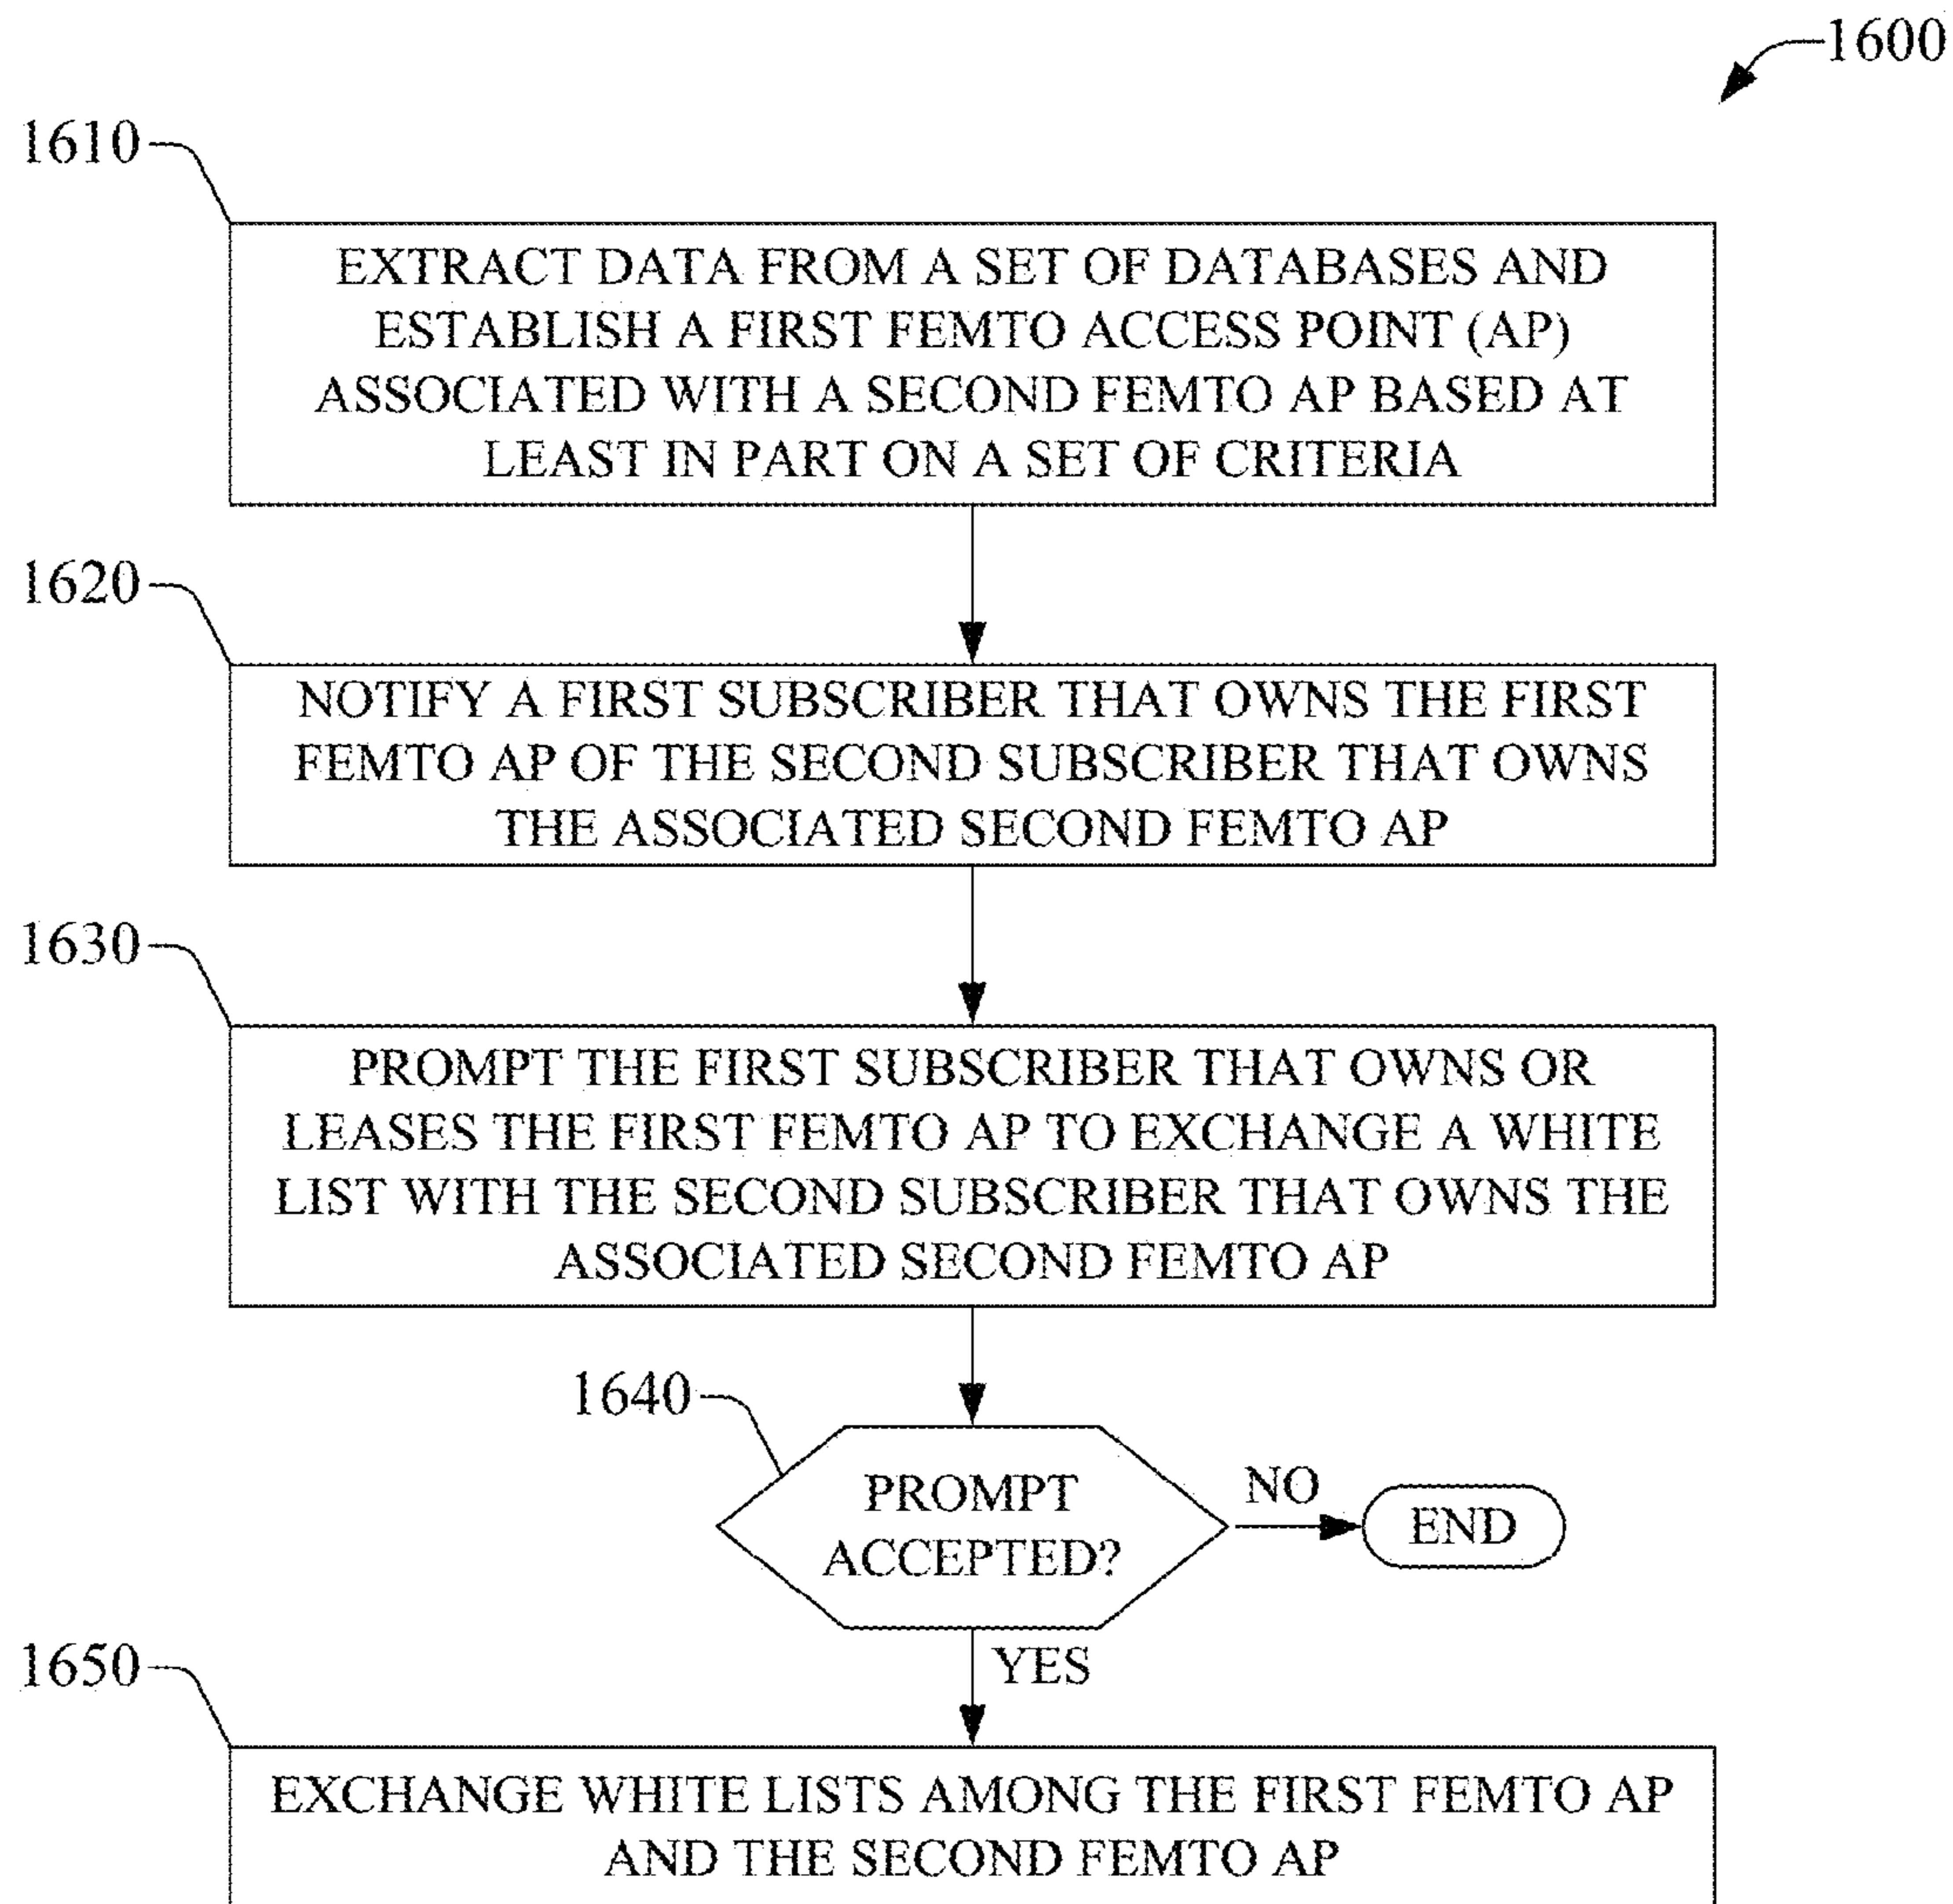 1600
1610
EXTRACT DATA FROM A SET OF DATABASES AND
ESTABLISH A FIRST FEMTO ACCESS POINT (AP)
ASSOCIATED WITH A SECOND FEMTO AP BASED AT
LEAST IN PART ON A SET OF CRITERIA
1620
NOTIFY A FIRST SUBSCRIBER THAT OWNS THE FIRST
FEMTO AP OF THE SECOND SUBSCRIBER THAT OWNS
THE ASSOCIATED SECOND FEMTO AP
1630
PROMPT THE FIRST SUBSCRIBER THAT OWNS OR
LEASES THE FIRST FEMTO AP TO EXCHANGE A WHITE
LIST WITH THE SECOND SUBSCRIBER THAT OWNS THE
ASSOCIATED SECOND FEMTO AP
1640
PROMPT
ACCEPTED?
NO
END
YES
1650
EXCHANGE WHITE LISTS AMONG THE FIRST FEMTO AP
AND THE SECOND FEMTO AP